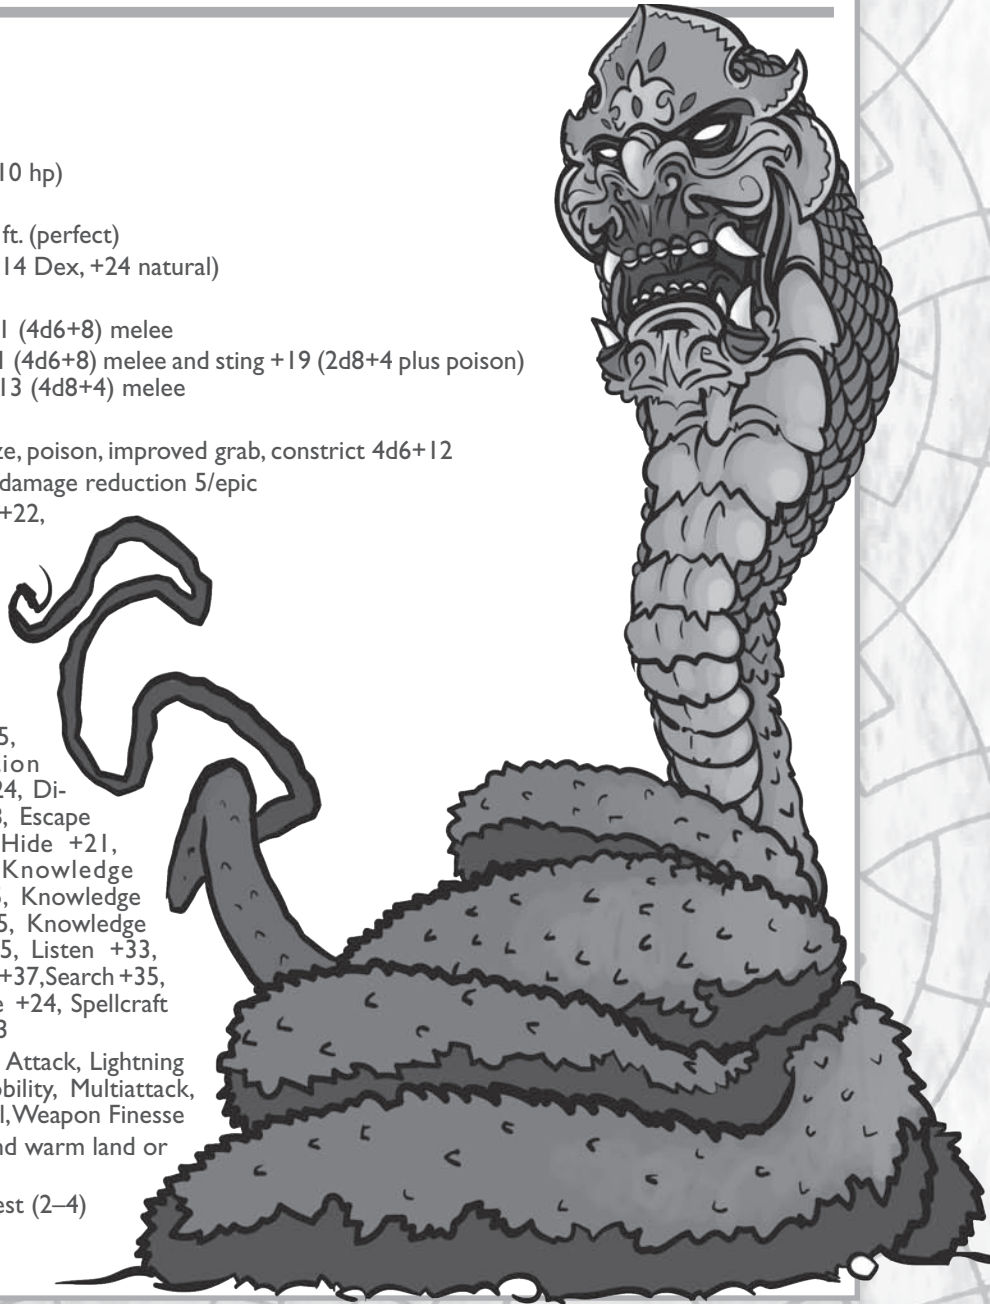 10 hp)
ft. (perfect)
14 Dex, +24 natural)
1 (4d6+8) melee
1 (4d6+8) melee and sting +19 (2d8+4 plus poison)
13 (4d8+4) melee
ze, poison, improved grab, constrict 4d6+12
damage reduction 5/epic
+22,
5,
ion
24, Di-
Escape
Hide +21,
Knowledge
Knowledge
5, Knowledge
5, Listen +33,
+37,Search +35,
+24, Spellcraft
3
Attack, Lightning
obility, Multiattack,
l,Weapon Finesse
nd warm land or
est (2–4)